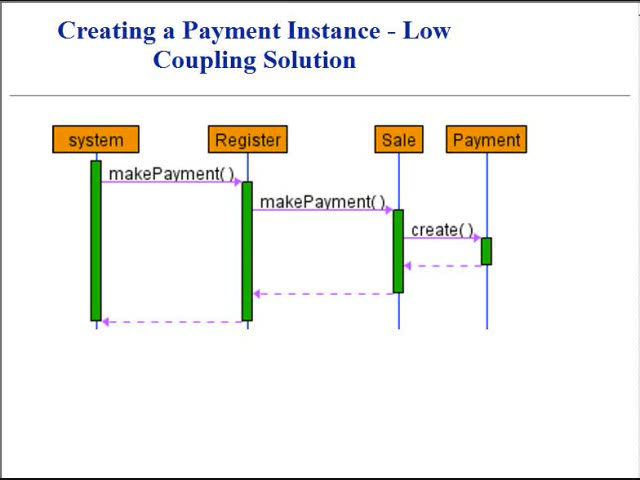 Creating a Payment Instance - Low
Coupling Solution
system Register Sale Payment
makePayment( )
makePayment( )
create( )